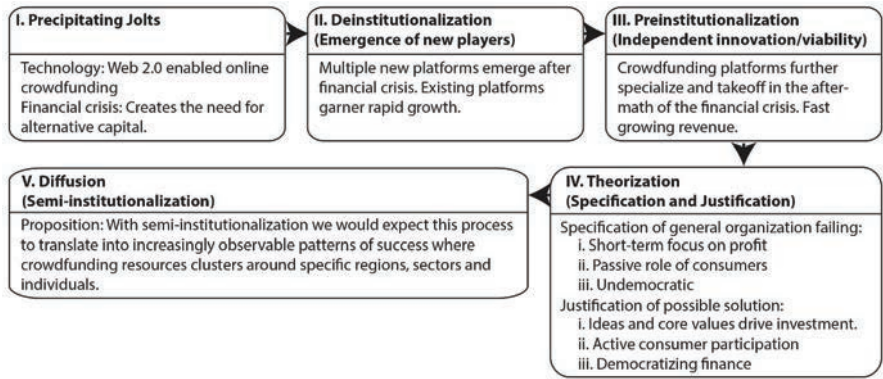 I. Precipitating Jolts
Technology: Web 2.0 enabled online
crowdfunding
Financial crisis: Creates the need for
alternative capital.
II. Deinstitutionalization
(Emergence of new players)
Multiple new platforms emerge after
financial crisis. Existing platforms
garner rapid growth.
III. Preinstitutionalization
(Independent innovation/viability)
Crowdfunding platforms further
specialize and takeoff in the after-
math of the financial crisis. Fast
growing revenue.
IV. Theorization
(Specification and Justification)
Specification of general organization failing:
i. Short-term focus on profit
ii. Passive role of consumers
iii. Undemocratic
Justification of possible solution:
i. Ideas and core values drive investment.
ii. Active consumer participation
iii. Democratizing finance
V. Diffusion
(Semi-institutionalization)
Proposition: With semi-institutionalization we would expect this process
to translate into increasingly observable patterns of success where
crowdfunding resources clusters around specific regions, sectors and
individuals.